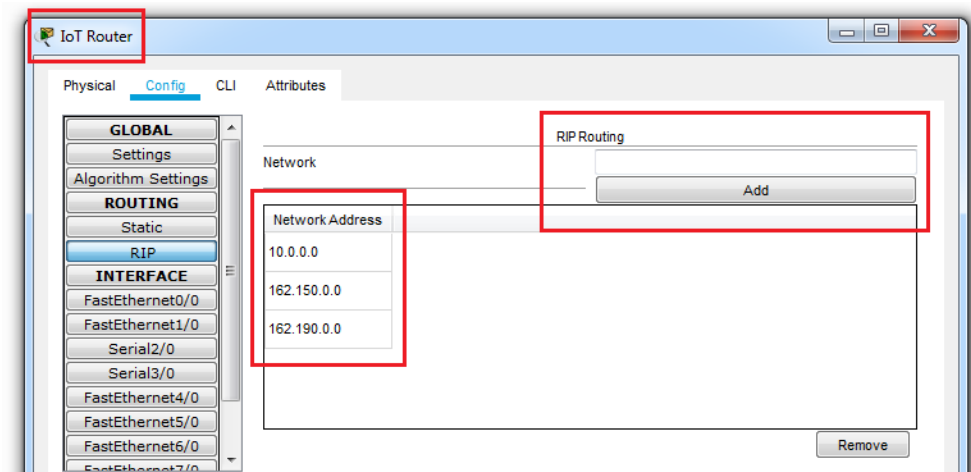 IoT Router
Physical Config CLI Attributes
GLOBAL
Settings
Algorithm Settings
ROUTING
Static
RIP
INTERFACE
FastEthernet0/0
FastEthernet1/0
Serial2/0
Serial3/0
FastEthernet4/0
FastEthernet5/0
FastEthernet6/0
FastEthernet7/0
RIP Routing
Network
Add
Network Address
10.0.0.0
162.150.0.0
162.190.0.0
Remove